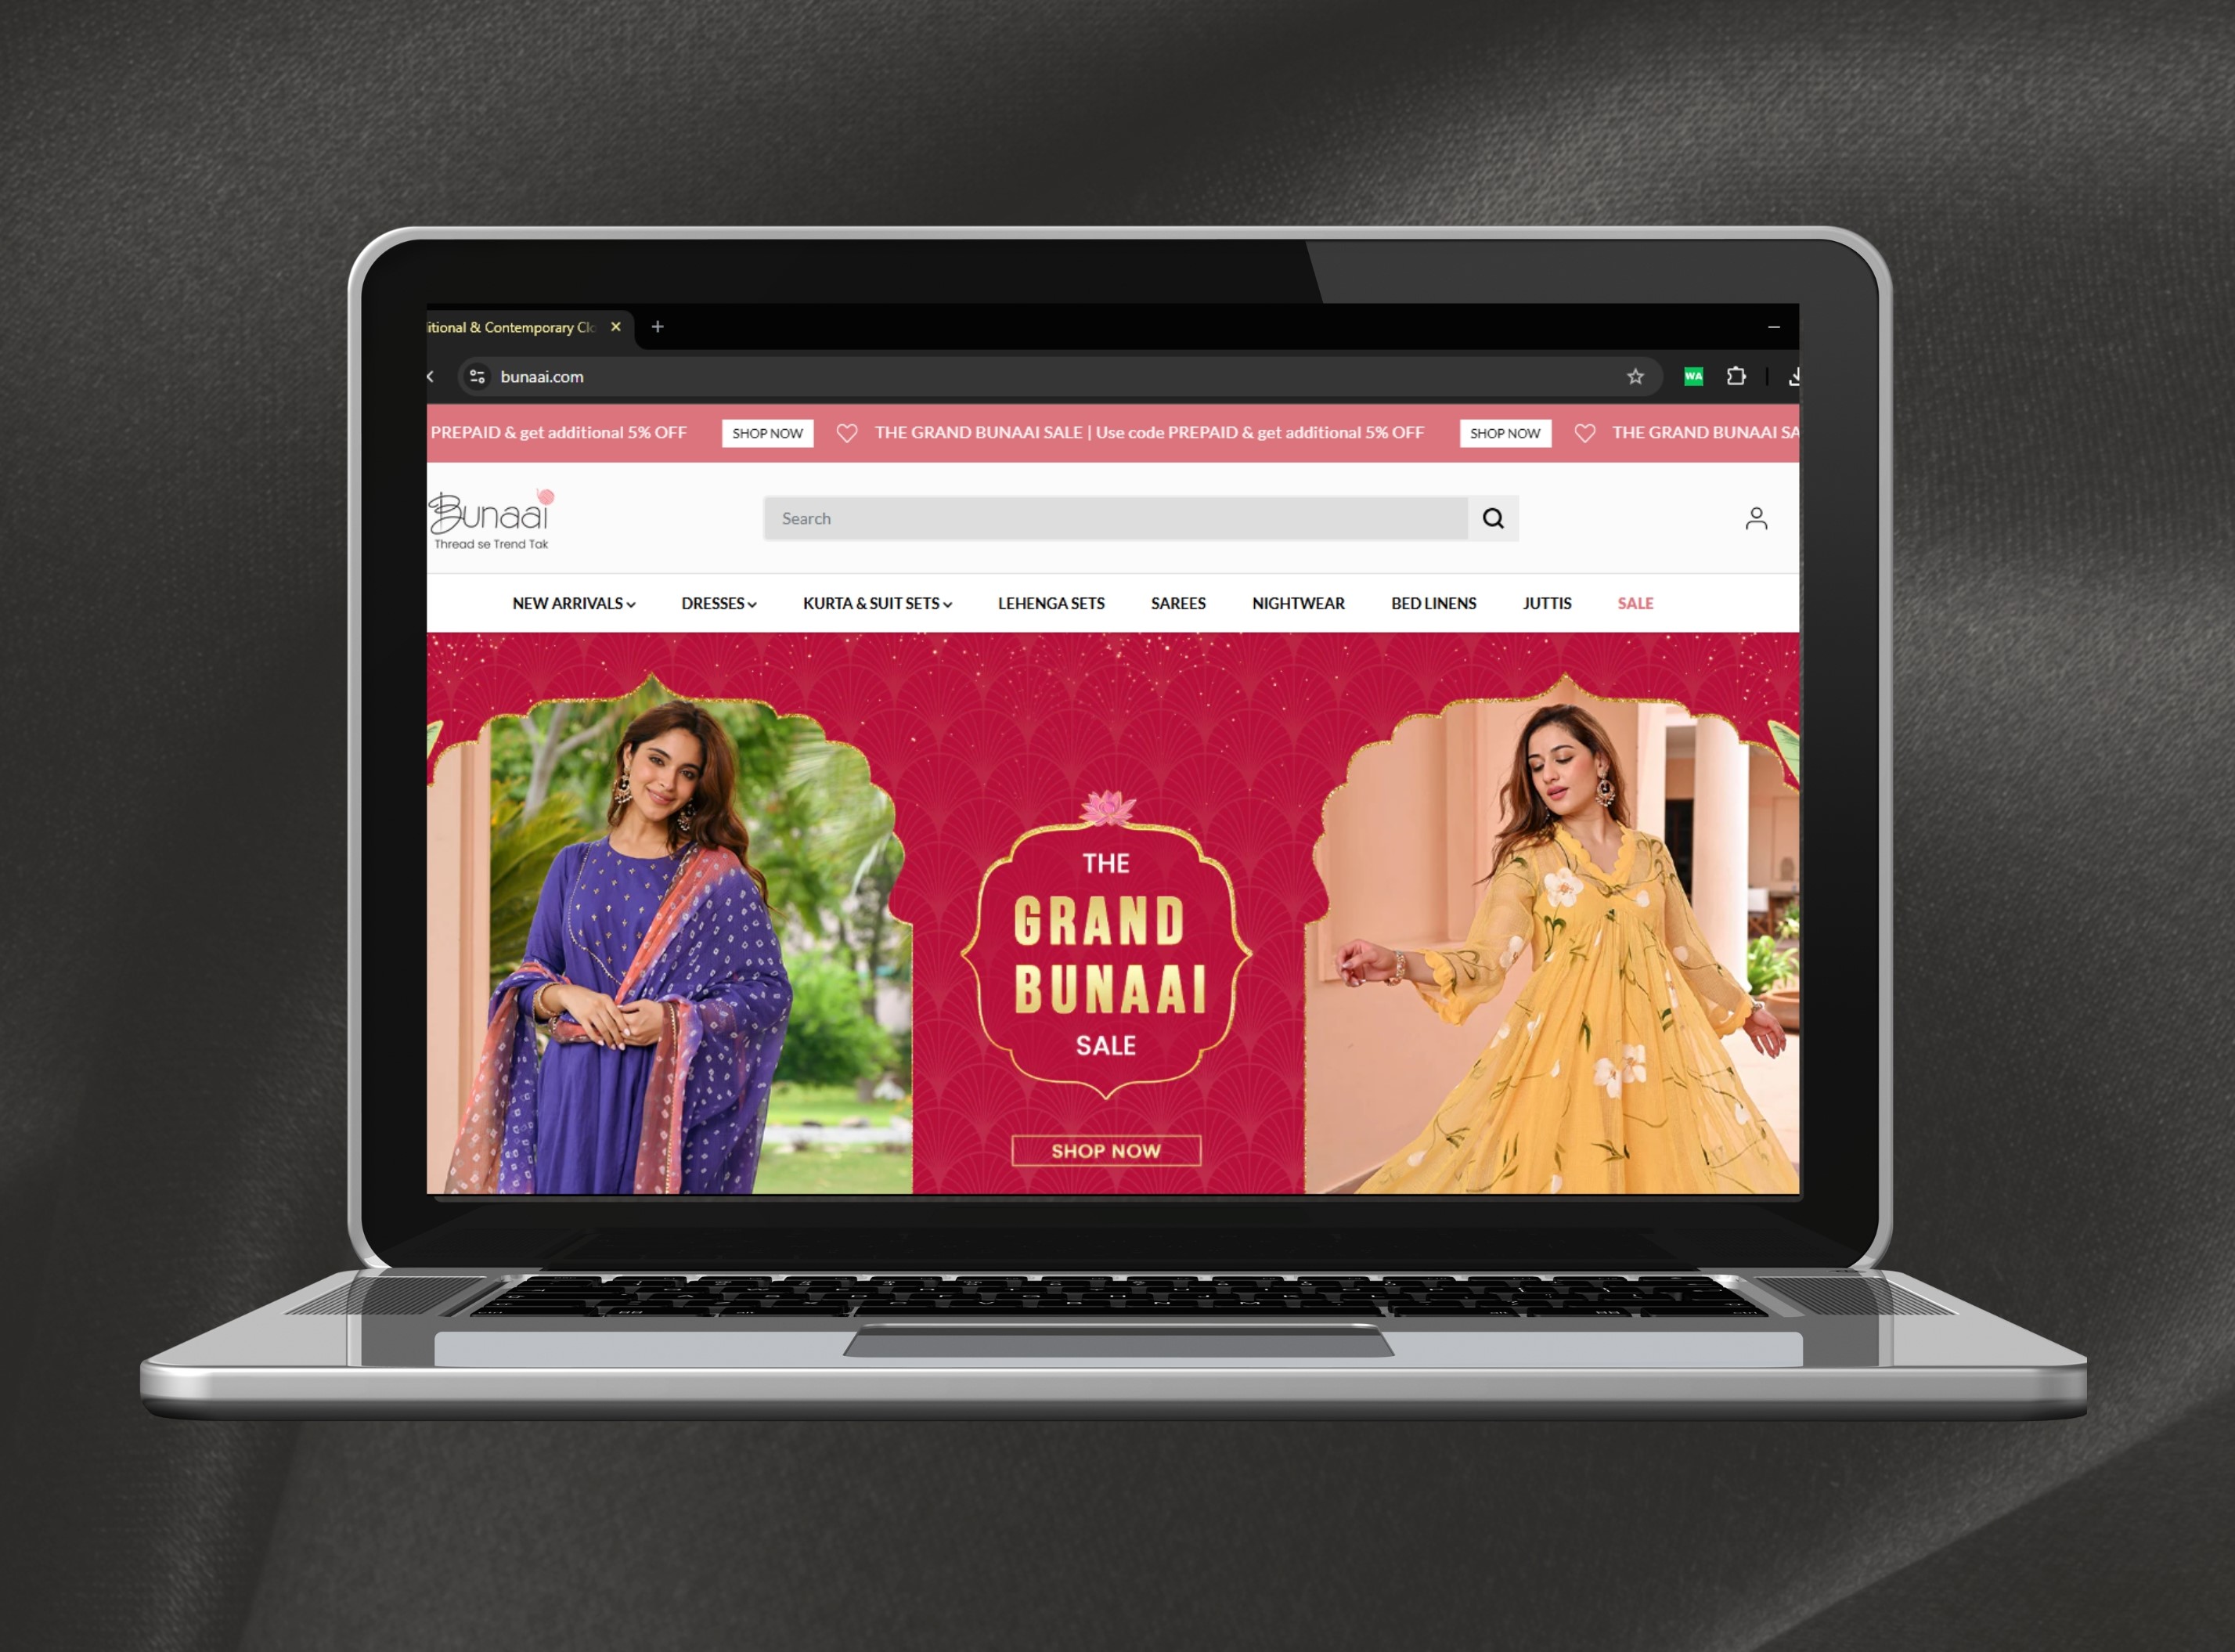 itional & Contemporary Clo
bunaai.com
WA
PREPAID & get additional 5% OFF SHOP NOW THE GRAND BUNAAI SALE | Use code PREPAID & get additional 5% OFF SHOP NOW THE GRAND BUNAAI SA
Bunaai
Thread se Trend Tak
Search
NEW ARRIVALS DRESSES KURTA & SUIT SETS LEHENGA SETS SAREES NIGHTWEAR BED LINENS JUTTIS SALE
THE
GRAND
BUNAAI
SALE
SHOP NOW